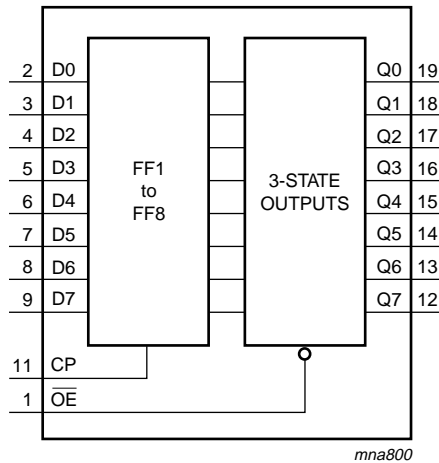 2 D0 Q0 19
3 D1 Q1 18
4 D2 Q2 17
5 D3 Q3 16
6 D4 Q4 15
7 D5 Q5 14
8 D6 Q6 13
9 D7 Q7 12
FF1
to
FF8
3-STATE
OUTPUTS
11 CP
1 O̅E̅
mna800